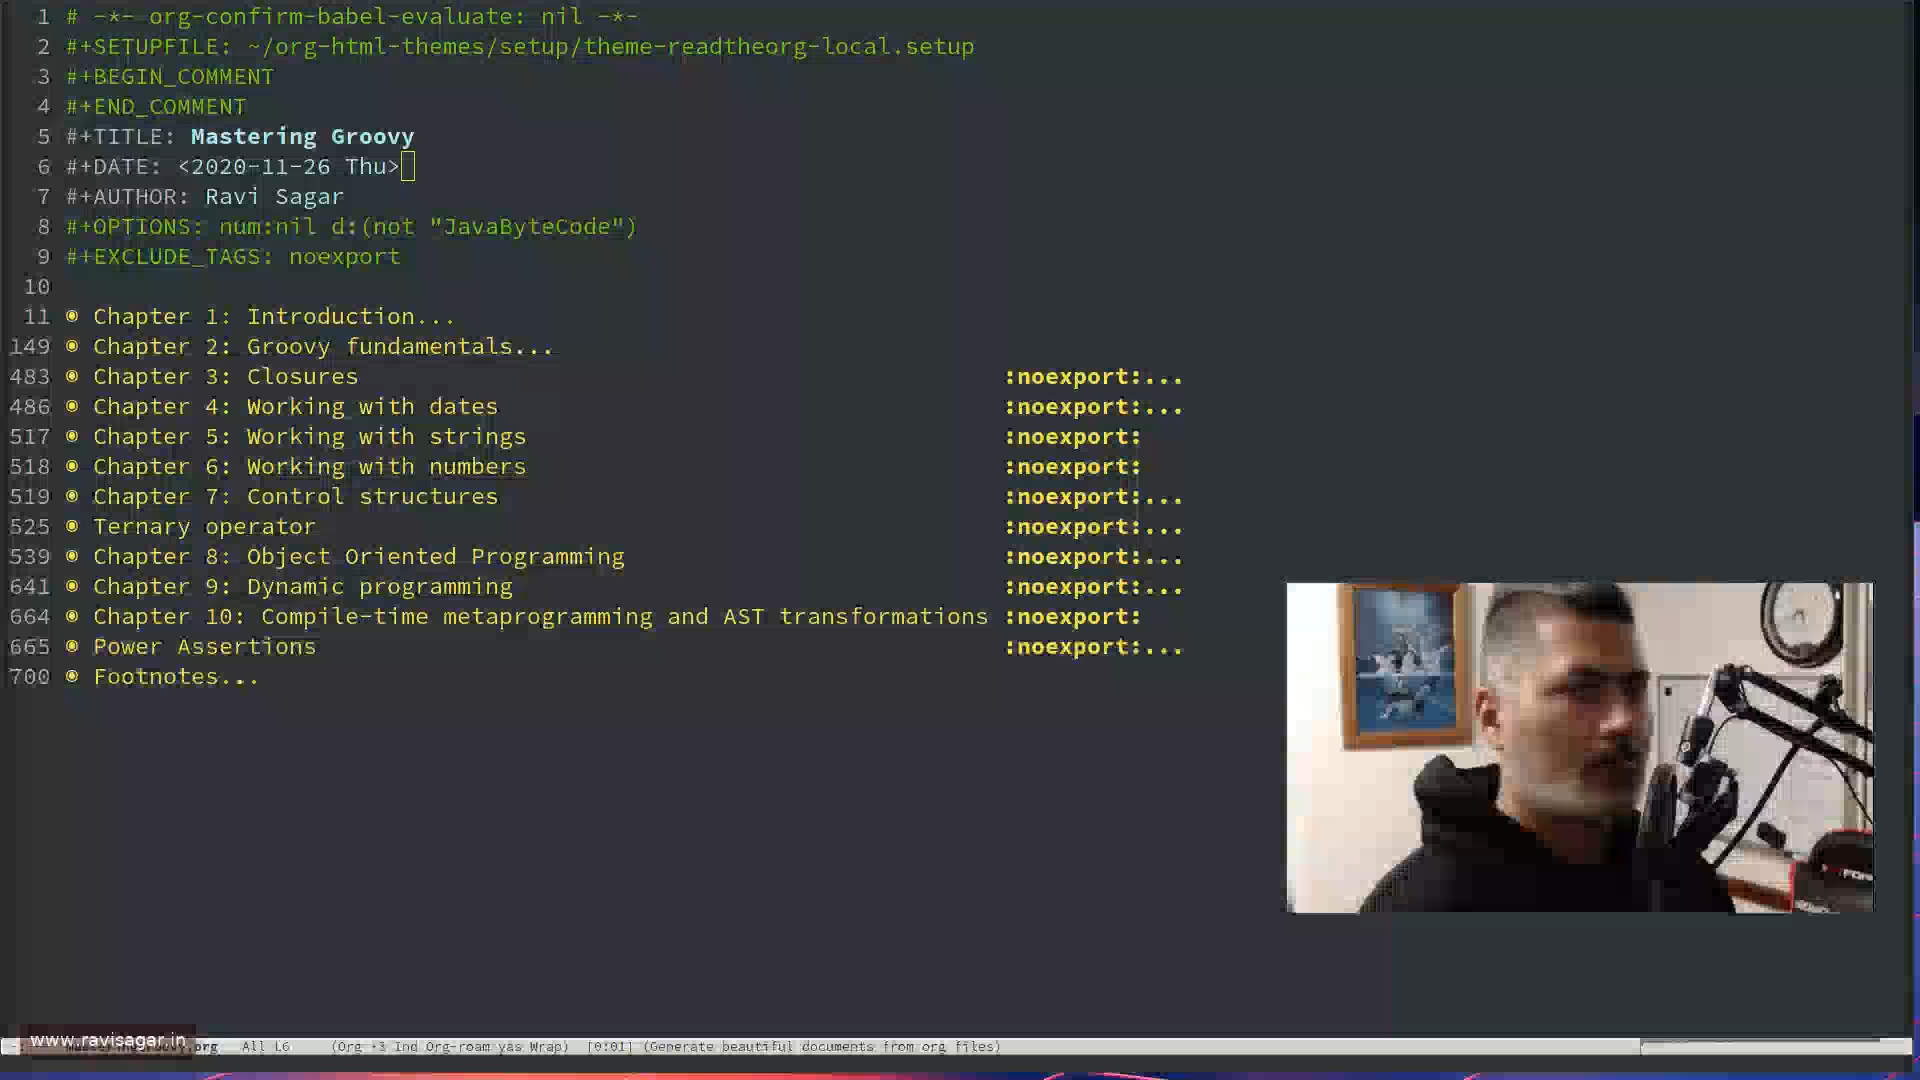 1 # -*- org-confirm-babel-evaluate: nil -*-
2 #+SETUPFILE: ~/org-html-themes/setup/theme-readtheorg-local.setup
3 #+BEGIN_COMMENT
4 #+END_COMMENT
5 #+TITLE: Mastering Groovy
6 #+DATE: <2020-11-26 Thu>
7 #+AUTHOR: Ravi Sagar
8 #+OPTIONS: num:nil d:(not "JavaByteCode")
9 #+EXCLUDE_TAGS: noexport
10
11 ◉ Chapter 1: Introduction...
149 ◉ Chapter 2: Groovy fundamentals...
483 ◉ Chapter 3: Closures :noexport:...
486 ◉ Chapter 4: Working with dates :noexport:...
517 ◉ Chapter 5: Working with strings :noexport:
518 ◉ Chapter 6: Working with numbers :noexport:
519 ◉ Chapter 7: Control structures :noexport:...
525 ◉ Ternary operator :noexport:...
539 ◉ Chapter 8: Object Oriented Programming :noexport:...
641 ◉ Chapter 9: Dynamic programming :noexport:...
664 ◉ Chapter 10: Compile-time metaprogramming and AST transformations :noexport:
665 ◉ Power Assertions :noexport:...
700 ◉ Footnotes...
www.ravisagar.in
All L6 (Org +3 Ind Org-roam yas Wrap) [0:01] (Generate beautiful documents from org files)